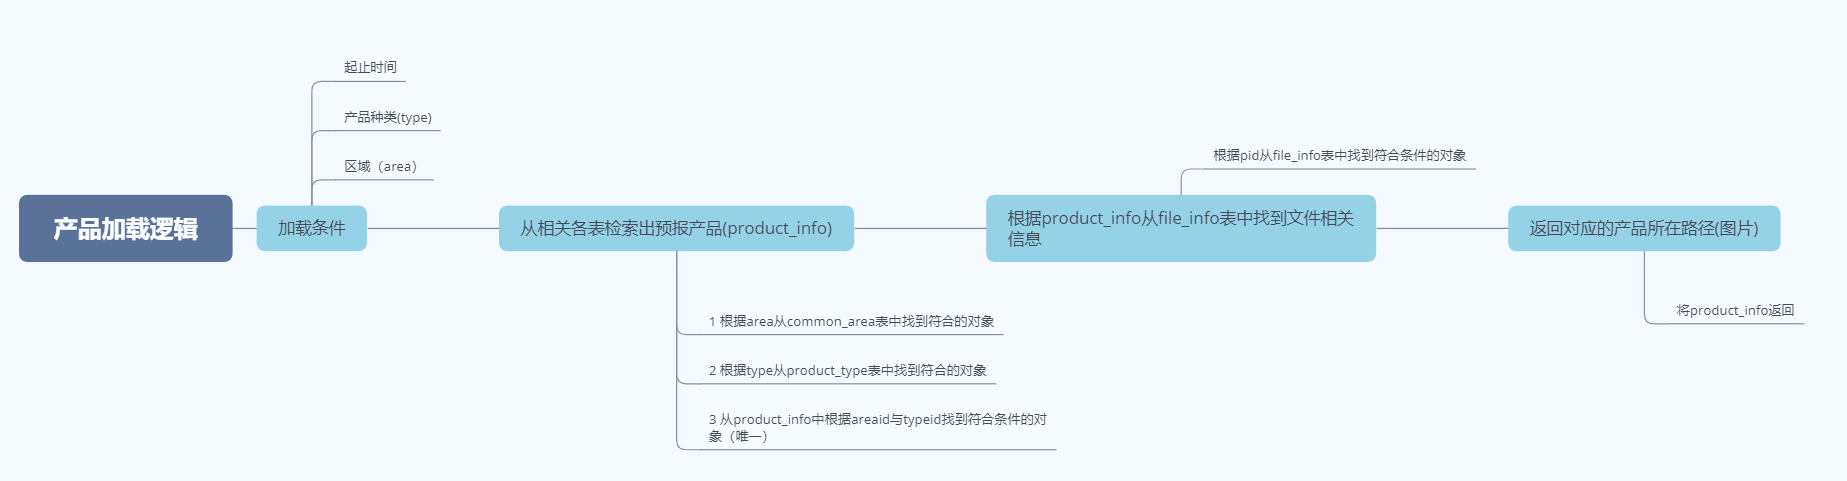 产品加载逻辑
加载条件
起止时间
产品种类(type)
区域（area）
从相关各表检索出预报产品(product_info)
1 根据area从common_area表中找到符合的对象
2 根据type从product_type表中找到符合的对象
3 从product_info中根据areaid与typeid找到符合条件的对
象（唯一）
根据product_info从file_info表中找到文件相关
信息
根据pid从file_info表中找到符合条件的对象
返回对应的产品所在路径(图片)
将product_info返回